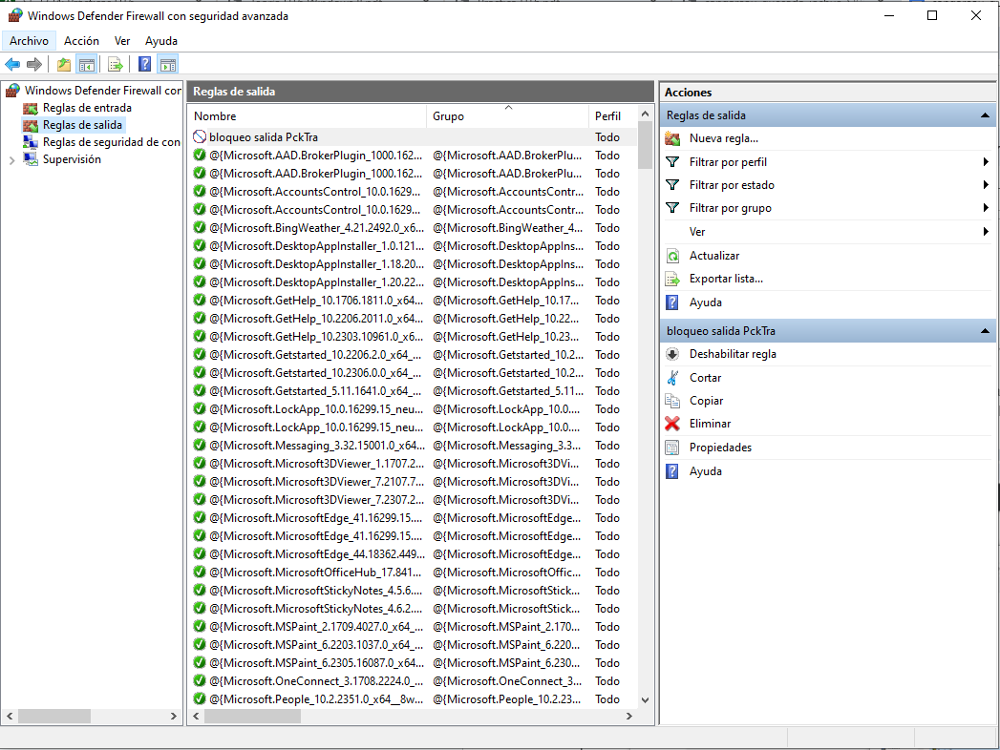 Windows Defender Firewall con seguridad avanzada
Archivo Acción Ver Ayuda
Windows Defender Firewall con
Reglas de entrada
Reglas de salida
Reglas de seguridad de con
Supervisión
Reglas de salida
Nombre Grupo Perfil
bloqueo salida PckTra Todo
@{Microsoft.AAD.BrokerPlugin_1000.162... @{Microsoft.AAD.BrokerPlu... Todo
@{Microsoft.AAD.BrokerPlugin_1000.162... @{Microsoft.AAD.BrokerPlu... Todo
@{Microsoft.AccountsControl_10.0.1629... @{Microsoft.AccountsContr... Todo
@{Microsoft.AccountsControl_10.0.1629... @{Microsoft.AccountsContr... Todo
@{Microsoft.BingWeather_4.21.2492.0_x6... @{Microsoft.BingWeather_4... Todo
@{Microsoft.DesktopAppInstaller_1.0.121... @{Microsoft.DesktopAppIns... Todo
@{Microsoft.DesktopAppInstaller_1.18.20... @{Microsoft.DesktopAppIns... Todo
@{Microsoft.DesktopAppInstaller_1.20.22... @{Microsoft.DesktopAppIns... Todo
@{Microsoft.GetHelp_10.1706.1811.0_x64... @{Microsoft.GetHelp_10.17... Todo
@{Microsoft.GetHelp_10.2206.2011.0_x64... @{Microsoft.GetHelp_10.22... Todo
@{Microsoft.GetHelp_10.2303.10961.0_x6... @{Microsoft.GetHelp_10.23... Todo
@{Microsoft.Getstarted_10.2206.2.0_x64_... @{Microsoft.Getstarted_10.2... Todo
@{Microsoft.Getstarted_10.2306.0.0_x64_... @{Microsoft.Getstarted_10.2... Todo
@{Microsoft.Getstarted_5.11.1641.0_x64_... @{Microsoft.Getstarted_5.11... Todo
@{Microsoft.LockApp_10.0.16299.15_neu... @{Microsoft.LockApp_10.0.... Todo
@{Microsoft.LockApp_10.0.16299.15_neu... @{Microsoft.LockApp_10.0.... Todo
@{Microsoft.Messaging_3.32.15001.0_x64... @{Microsoft.Messaging_3.3... Todo
@{Microsoft.Microsoft3DViewer_1.1707.2... @{Microsoft.Microsoft3DVi... Todo
@{Microsoft.Microsoft3DViewer_7.2107.7... @{Microsoft.Microsoft3DVi... Todo
@{Microsoft.Microsoft3DViewer_7.2307.2... @{Microsoft.Microsoft3DVi... Todo
@{Microsoft.MicrosoftEdge_41.16299.15.... @{Microsoft.MicrosoftEdge... Todo
@{Microsoft.MicrosoftEdge_41.16299.15.... @{Microsoft.MicrosoftEdge... Todo
@{Microsoft.MicrosoftEdge_44.18362.449... @{Microsoft.MicrosoftEdge... Todo
@{Microsoft.MicrosoftOfficeHub_17.841... @{Microsoft.MicrosoftOffic... Todo
@{Microsoft.MicrosoftStickyNotes_4.5.6.... @{Microsoft.MicrosoftStick... Todo
@{Microsoft.MicrosoftStickyNotes_4.6.2.... @{Microsoft.MicrosoftStick... Todo
@{Microsoft.MSPaint_2.1709.4027.0_x64_... @{Microsoft.MSPaint_2.170... Todo
@{Microsoft.MSPaint_6.2203.1037.0_x64_... @{Microsoft.MSPaint_6.220... Todo
@{Microsoft.MSPaint_6.2305.16087.0_x64... @{Microsoft.MSPaint_6.230... Todo
@{Microsoft.OneConnect_3.1708.2224.0_... @{Microsoft.OneConnect_3.... Todo
@{Microsoft.People_10.2.2351.0_x64__8w... @{Microsoft.People_10.2.23... Todo
Acciones
Reglas de salida
Nueva regla...
Filtrar por perfil
Filtrar por estado
Filtrar por grupo
Ver
Actualizar
Exportar lista...
Ayuda
bloqueo salida PckTra
Deshabilitar regla
Cortar
Copiar
Eliminar
Propiedades
Ayuda